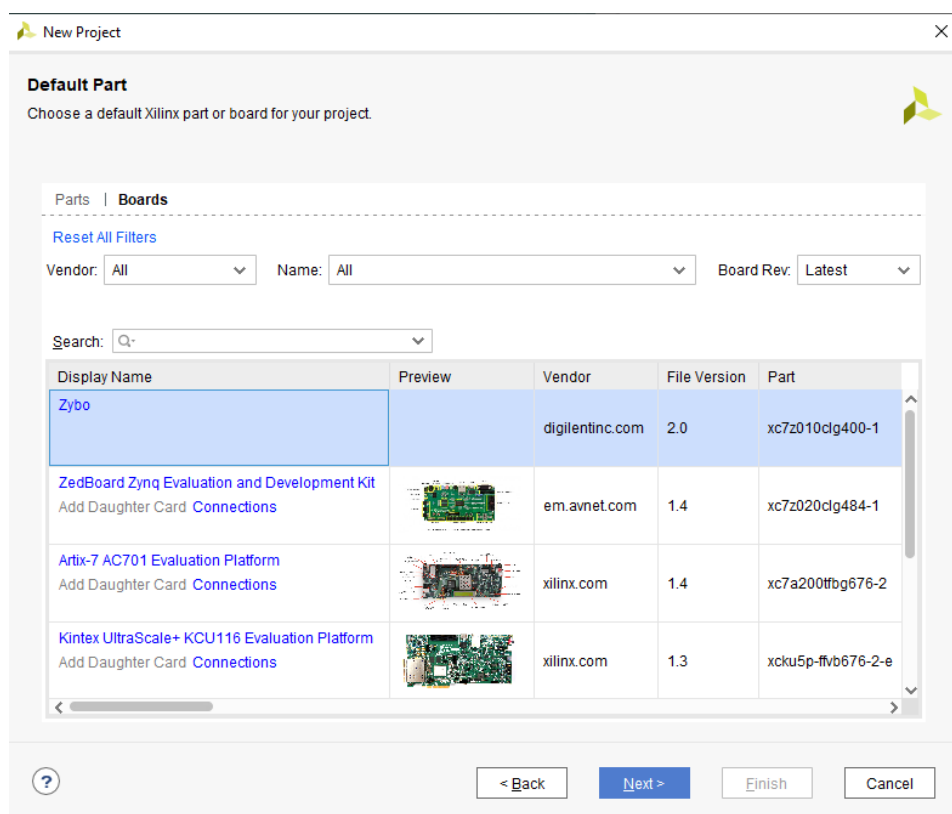 New Project
Default Part
Choose a default Xilinx part or board for your project.
Parts | Boards
Reset All Filters
Vendor: All Name: All Board Rev: Latest
Search:
Display Name Preview Vendor File Version Part
Zybo digilentinc.com 2.0 xc7z010clg400-1
ZedBoard Zynq Evaluation and Development Kit
Add Daughter Card Connections em.avnet.com 1.4 xc7z020clg484-1
Artix-7 AC701 Evaluation Platform
Add Daughter Card Connections xilinx.com 1.4 xc7a200tfbg676-2
Kintex UltraScale+ KCU116 Evaluation Platform
Add Daughter Card Connections xilinx.com 1.3 xcku5p-ffvb676-2-e
? < Back Next > Finish Cancel